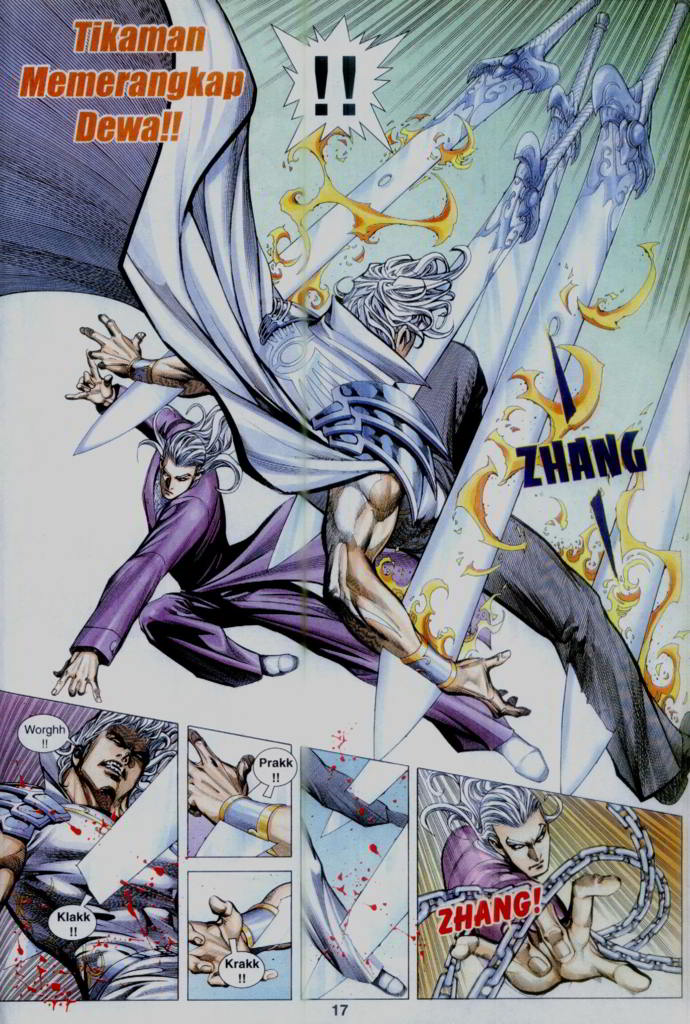 Tikaman
Memerangkap
Dewa!!
!!
ZHANG
Worghh
!!
Klakk
!!
Prakk
!!
Krakk
!!
ZHANG!
17